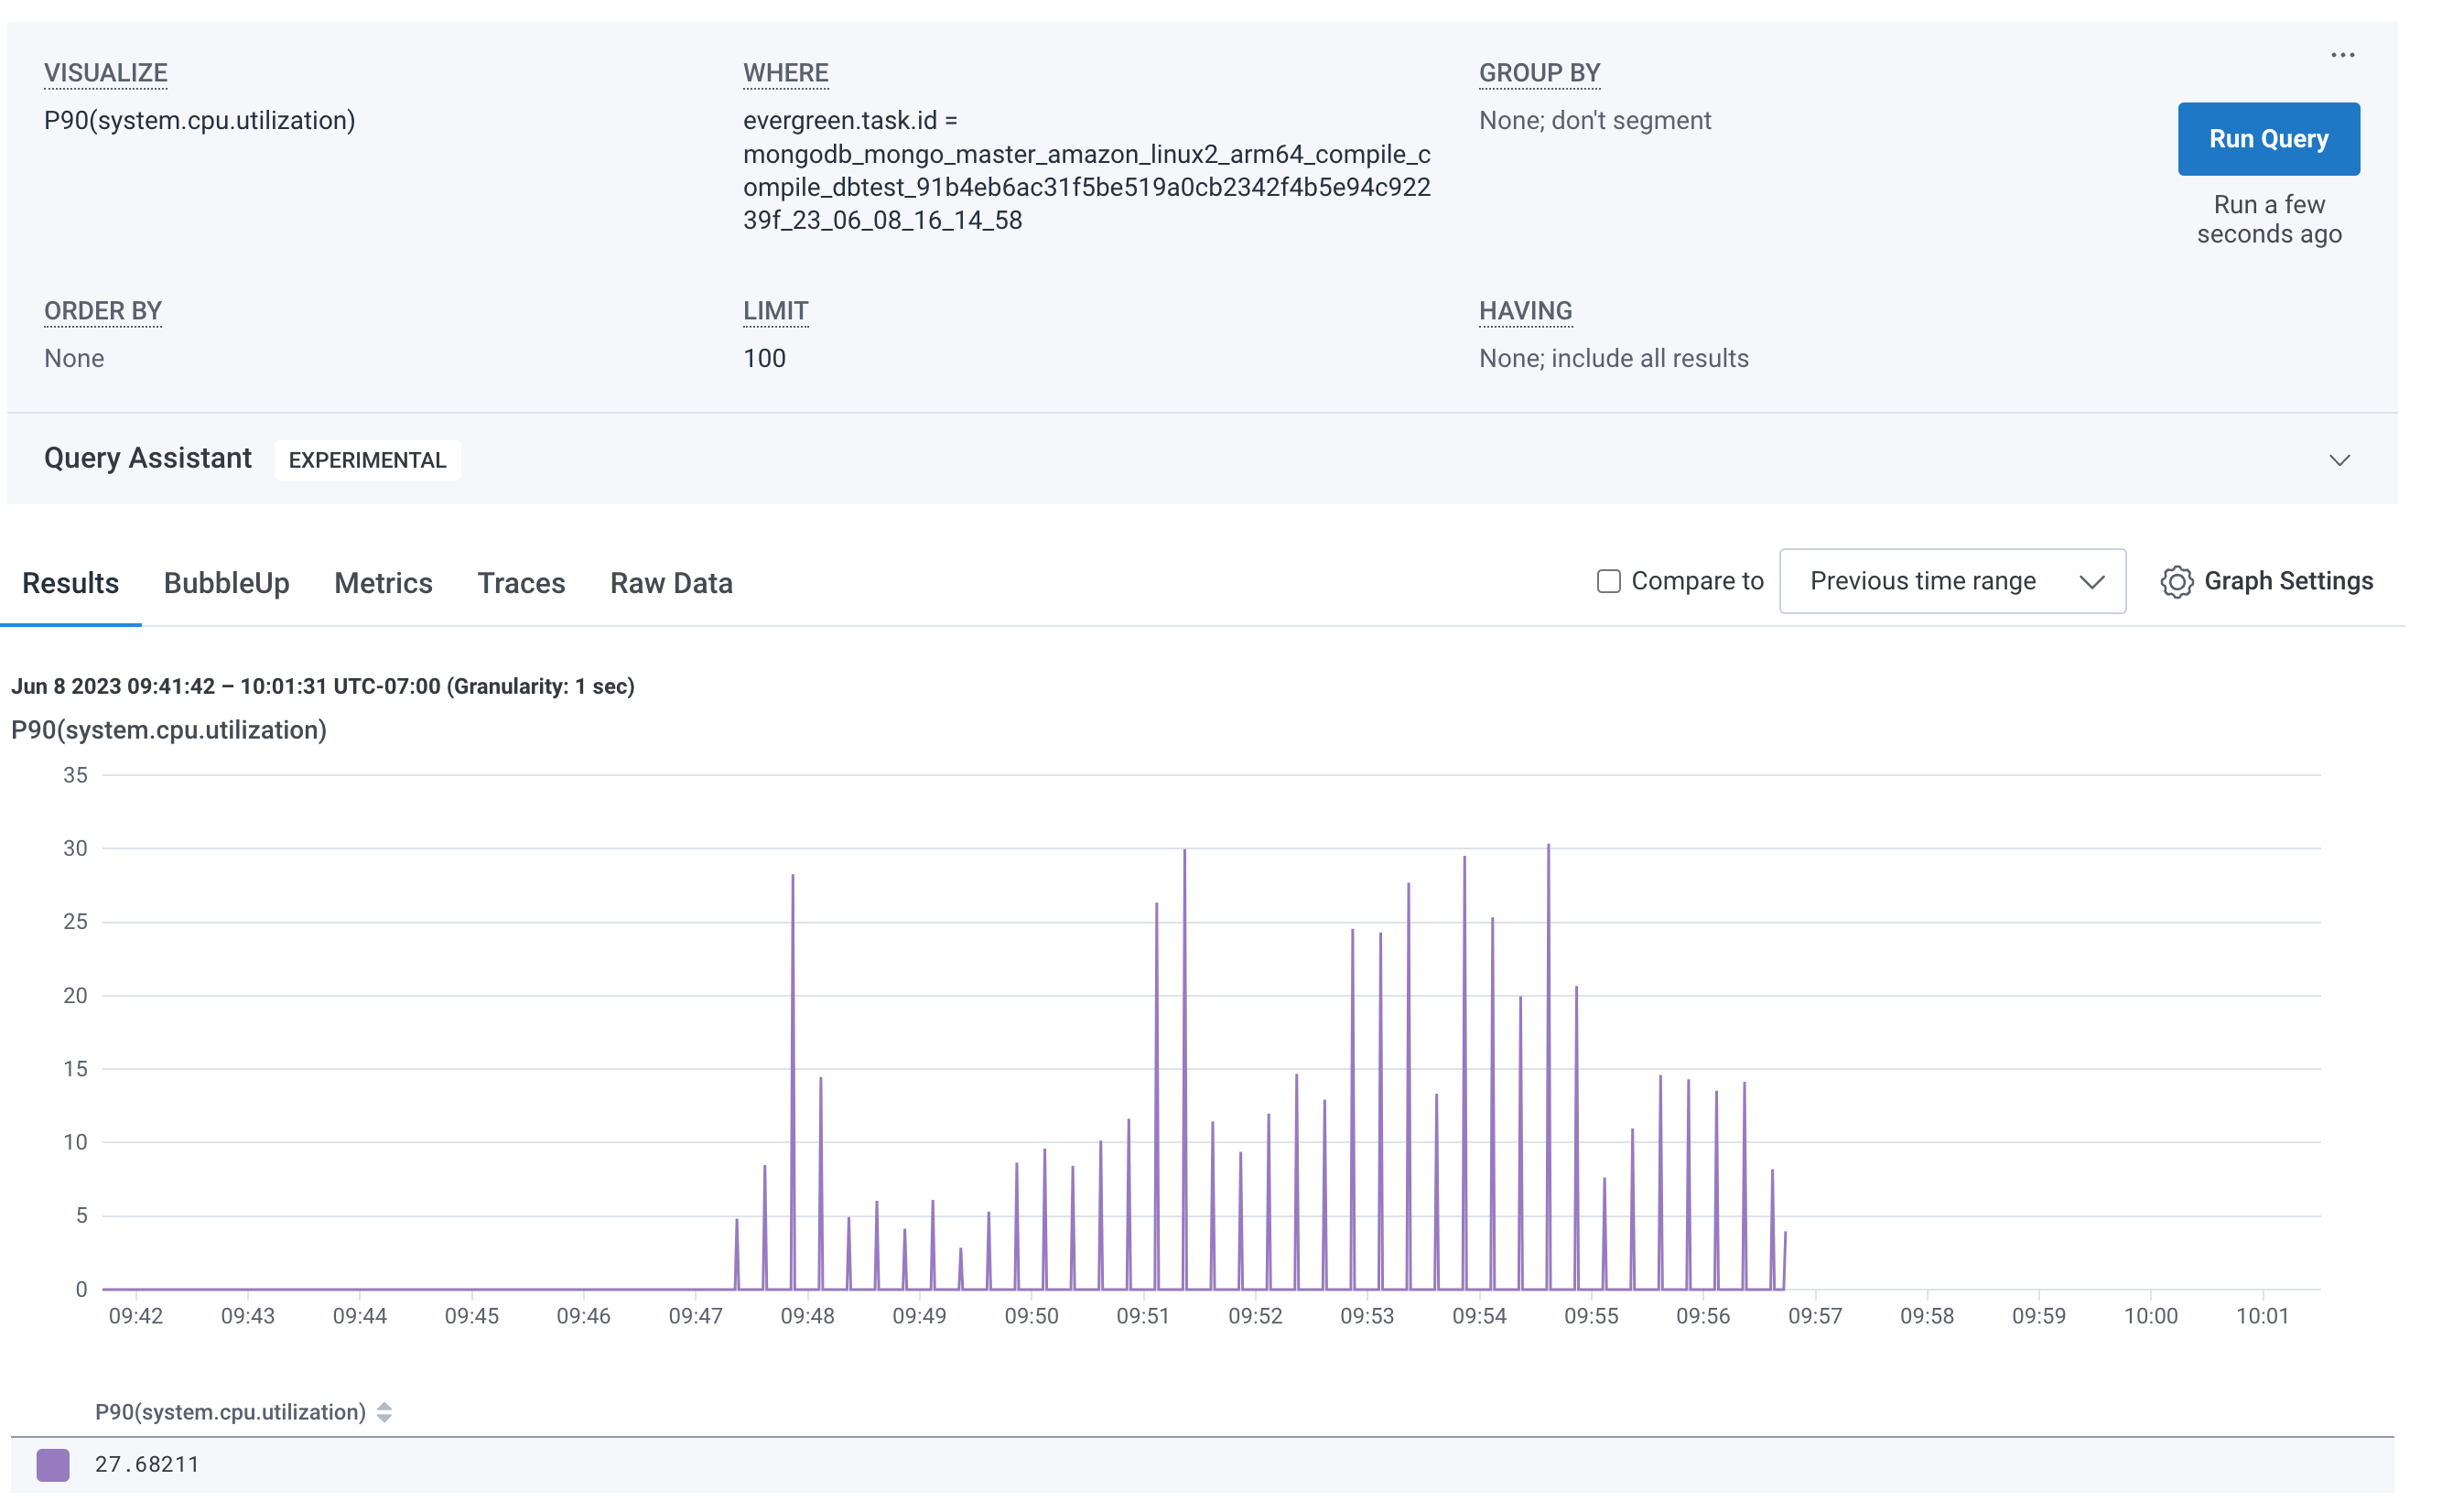 VISUALIZE
P90(system.cpu.utilization)
WHERE
evergreen.task.id =
mongodb_mongo_master_amazon_linux2_arm64_compile_c
ompile_dbtest_91b4eb6ac31f5be519a0cb2342f4b5e94c922
39f_23_06_08_16_14_58
GROUP BY
None; don't segment
Run Query
Run a few
seconds ago
ORDER BY
None
LIMIT
100
HAVING
None; include all results
Query Assistant EXPERIMENTAL
Results BubbleUp Metrics Traces Raw Data
Compare to Previous time range Graph Settings
Jun 8 2023 09:41:42 – 10:01:31 UTC-07:00 (Granularity: 1 sec)
P90(system.cpu.utilization)
35
30
25
20
15
10
5
0
09:42 09:43 09:44 09:45 09:46 09:47 09:48 09:49 09:50 09:51 09:52 09:53 09:54 09:55 09:56 09:57 09:58 09:59 10:00 10:01
P90(system.cpu.utilization)
27.68211